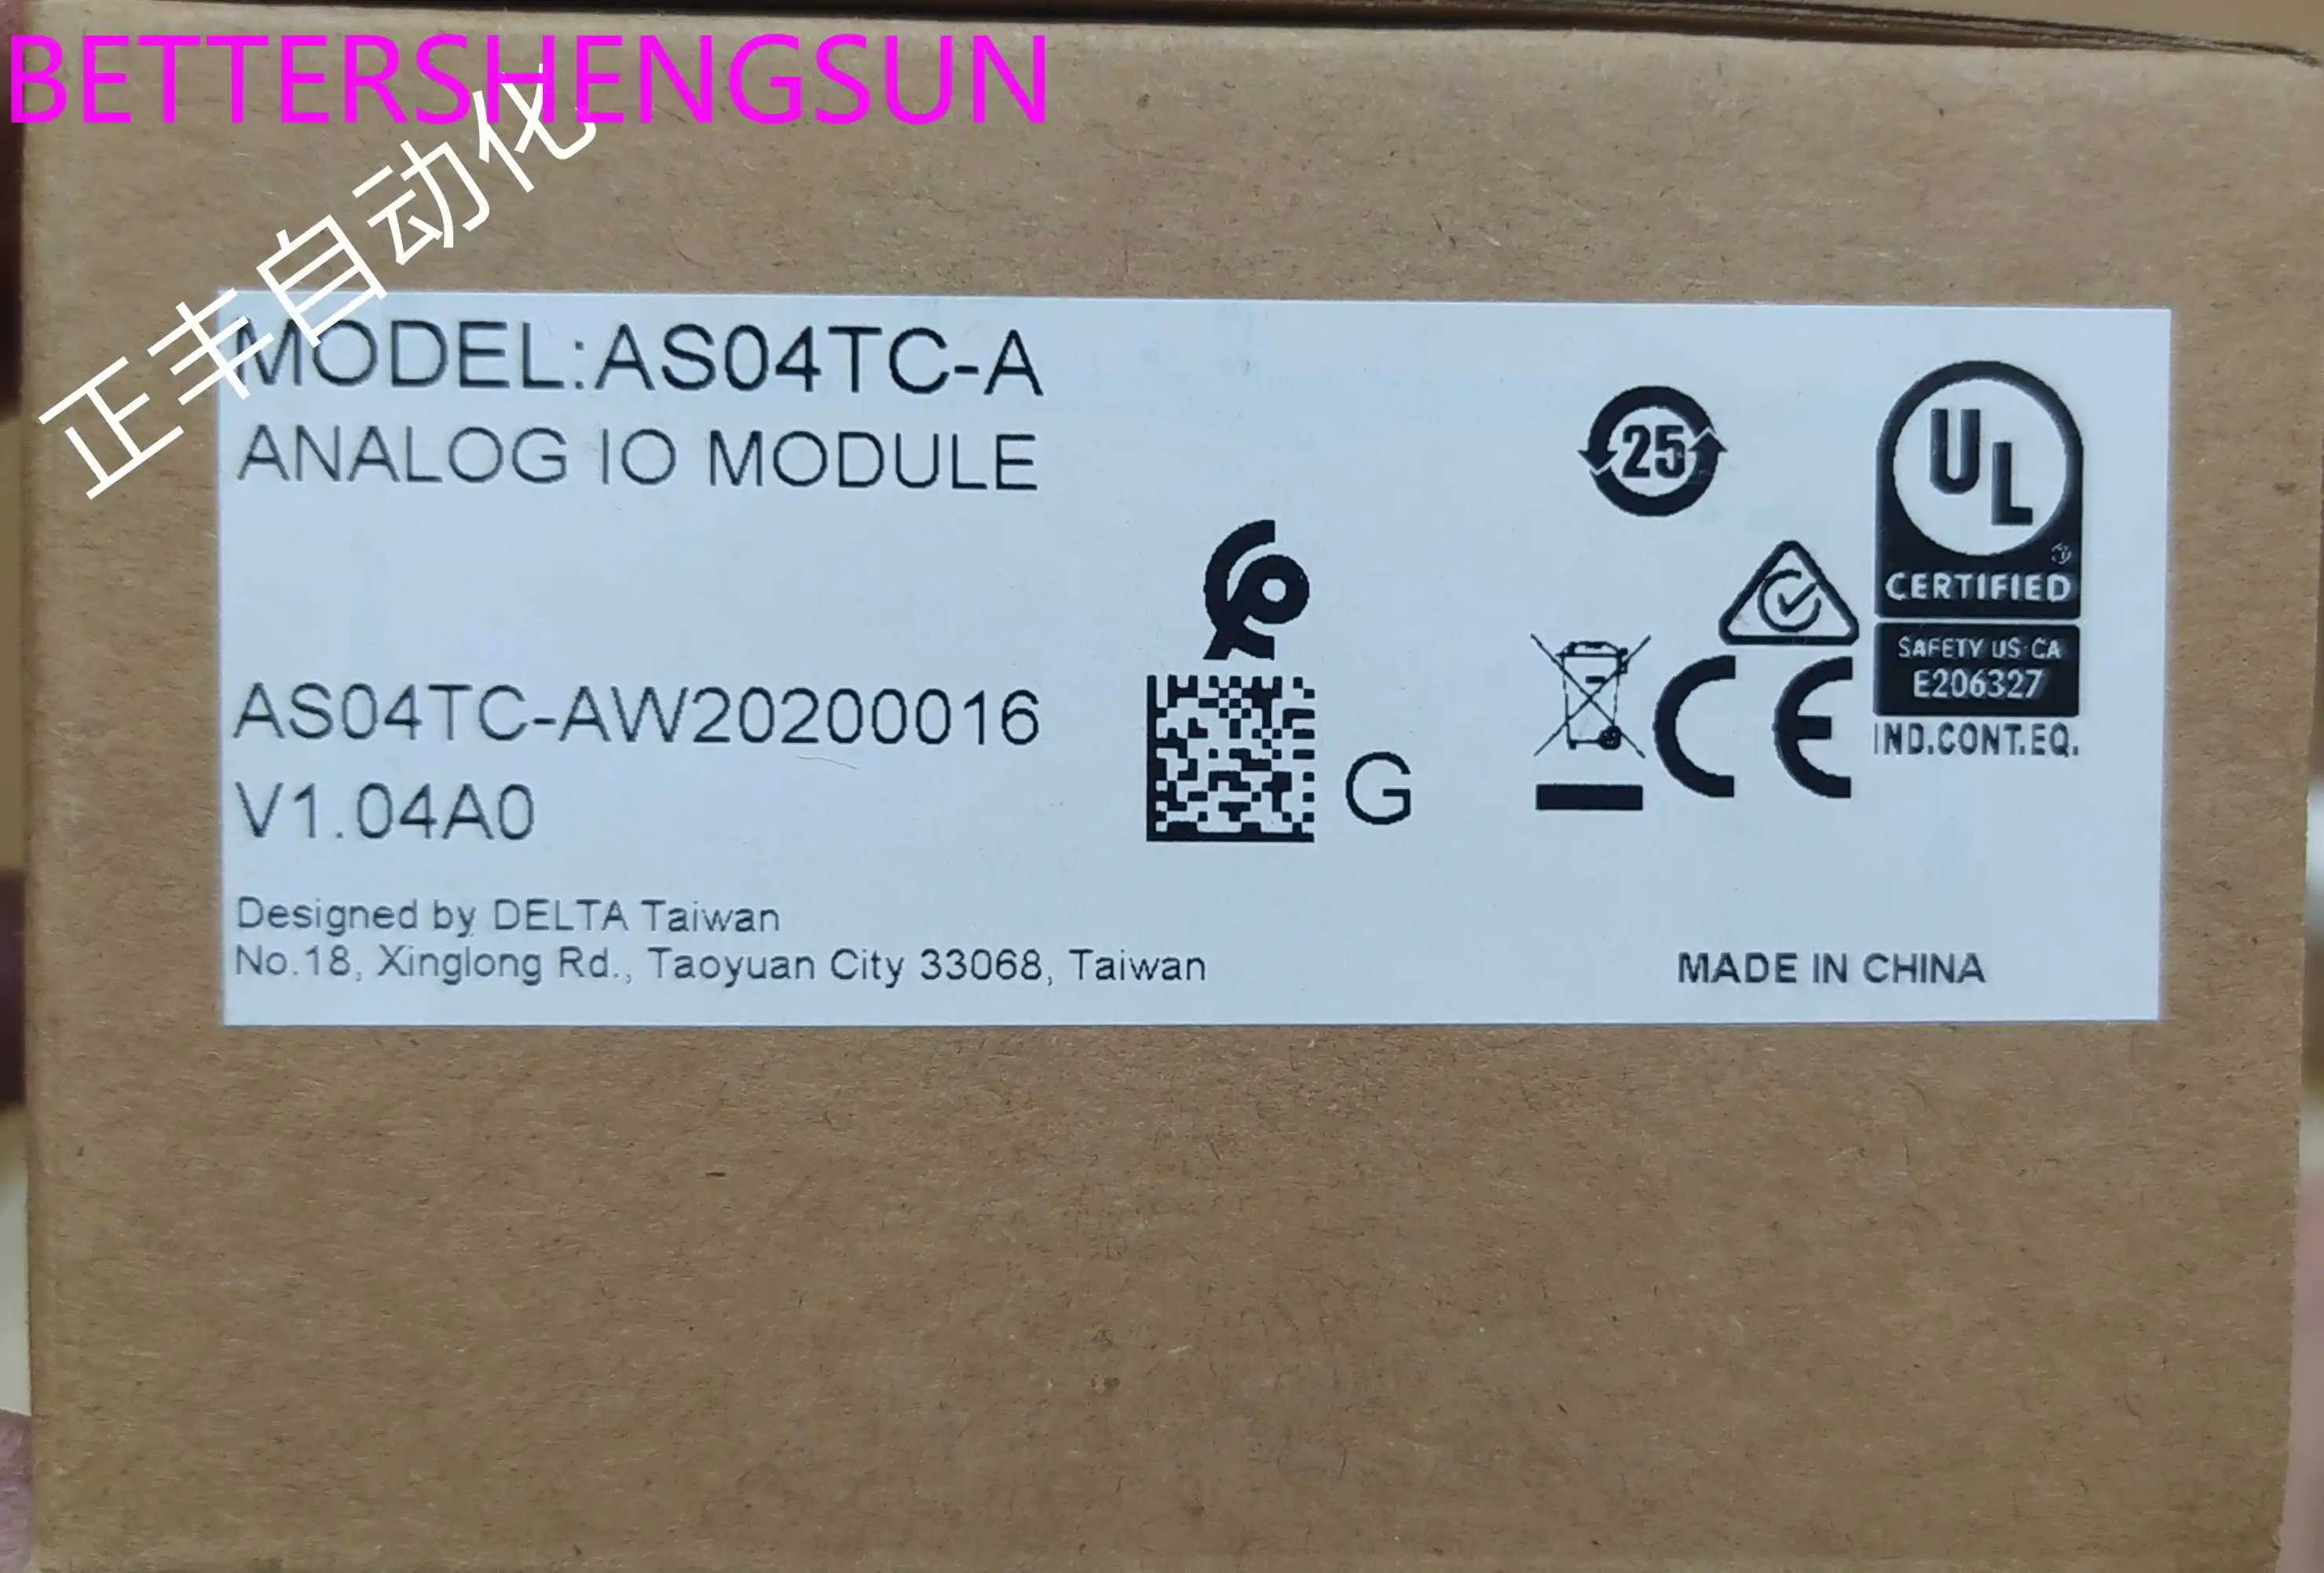 BETTERSHENGSUN
正丰自动化
MODEL:AS04TC-A
ANALOG IO MODULE
25
UL
CERTIFIED
SAFETY US·CA
E206327
IND.CONT.EQ.
CE
AS04TC-AW20200016
V1.04A0
G
Designed by DELTA Taiwan
No.18, Xinglong Rd., Taoyuan City 33068, Taiwan
MADE IN CHINA